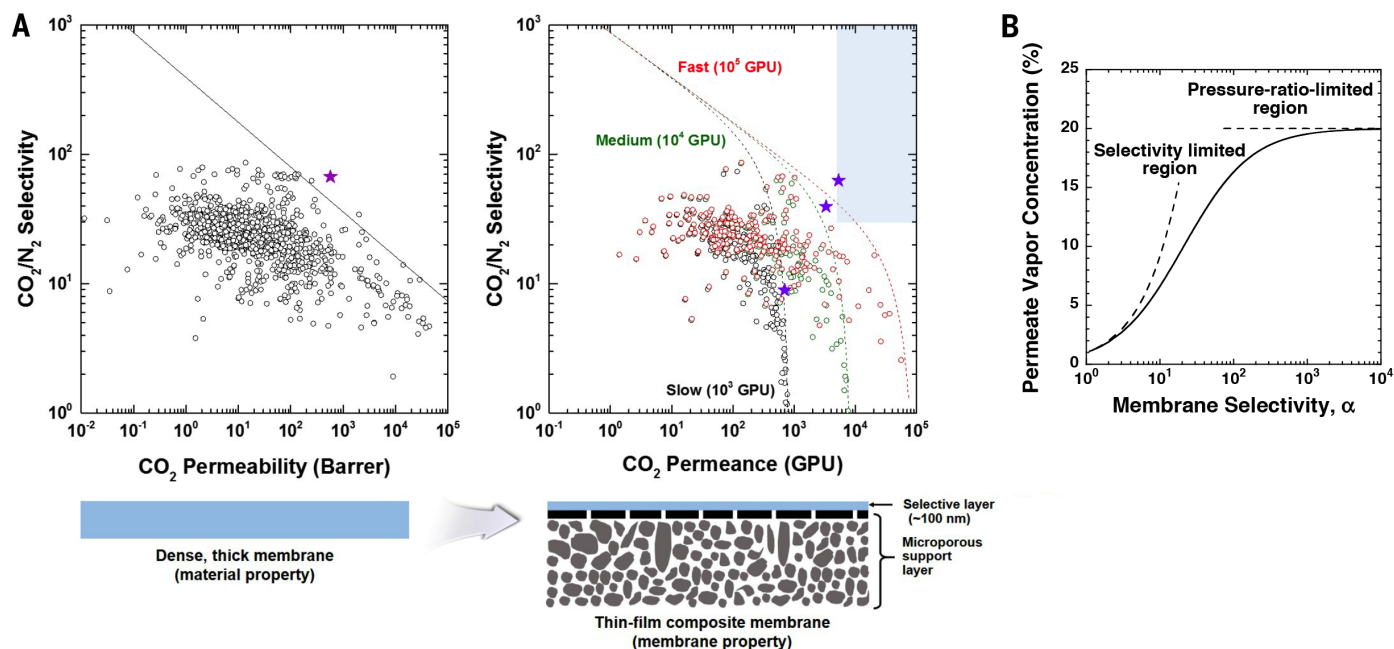 A
10³
10²
10¹
10⁰
CO₂/N₂ Selectivity
10⁻²
10⁻¹
10⁰
10¹
10²
10³
10⁴
10⁵
CO₂ Permeability (Barrer)
10³
10²
10¹
10⁰
CO₂/N₂ Selectivity
Fast (10⁵ GPU)
Medium (10⁴ GPU)
Slow (10³ GPU)
10⁻¹
10⁰
10¹
10²
10³
10⁴
10⁵
CO₂ Permeance (GPU)
B
25
20
15
10
5
0
Permeate Vapor Concentration (%)
Pressure-ratio-limited
region
Selectivity limited
region
10⁰
10¹
10²
10³
10⁴
Membrane Selectivity, α
Dense, thick membrane
(material property)
Selective layer
(~100 nm)
Microporous
support
layer
Thin-film composite membrane
(membrane property)